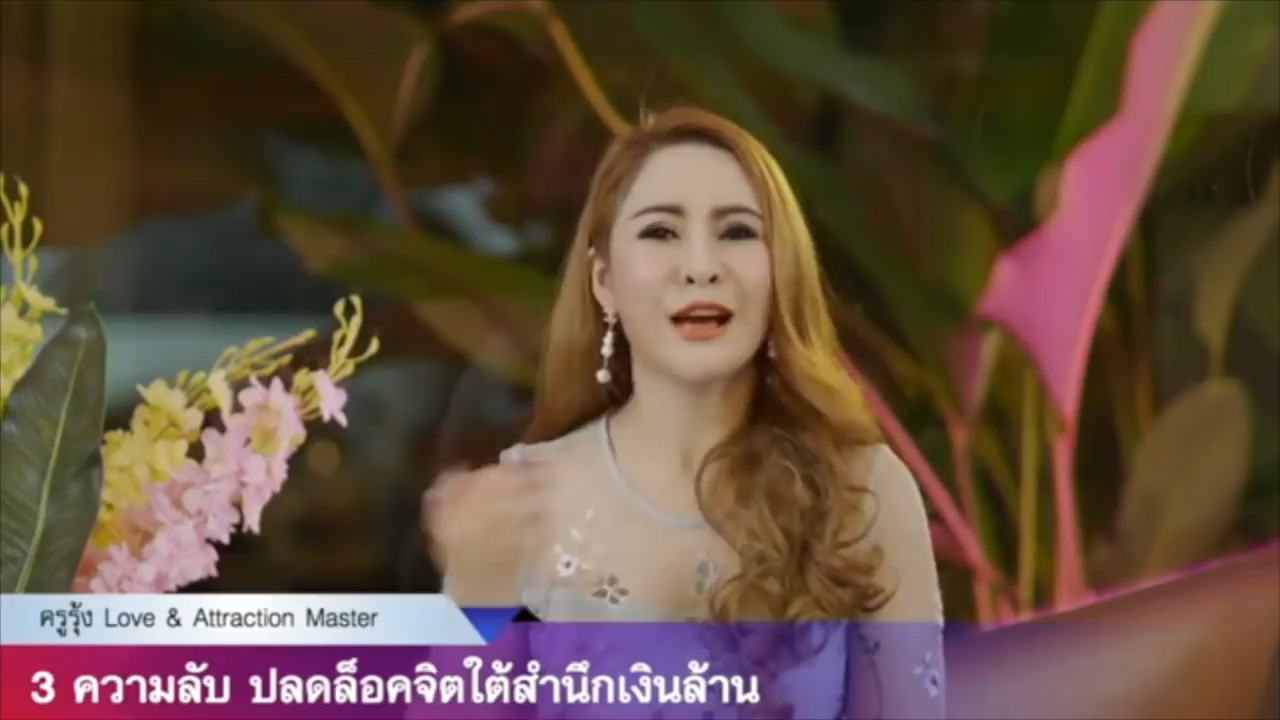 ครูรุ้ง Love & Attraction Master
3 ความลับ ปลดล็อคจิตใต้สำนึกเงินล้าน